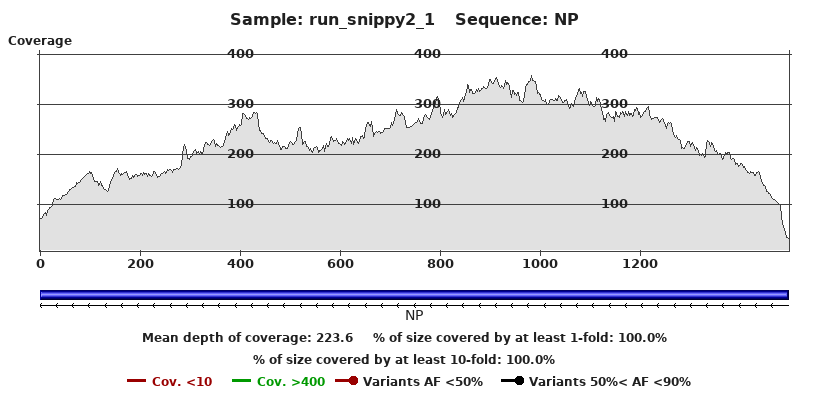 Sample: run_snippy2_1    Sequence: NP
Coverage
400 400 400
300 300 300
200 200 200
100 100 100
0 200 400 600 800 1000 1200
NP
Mean depth of coverage: 223.6    % of size covered by at least 1-fold: 100.0%
% of size covered by at least 10-fold: 100.0%
Cov. <10    Cov. >400    Variants AF <50%    Variants 50%< AF <90%